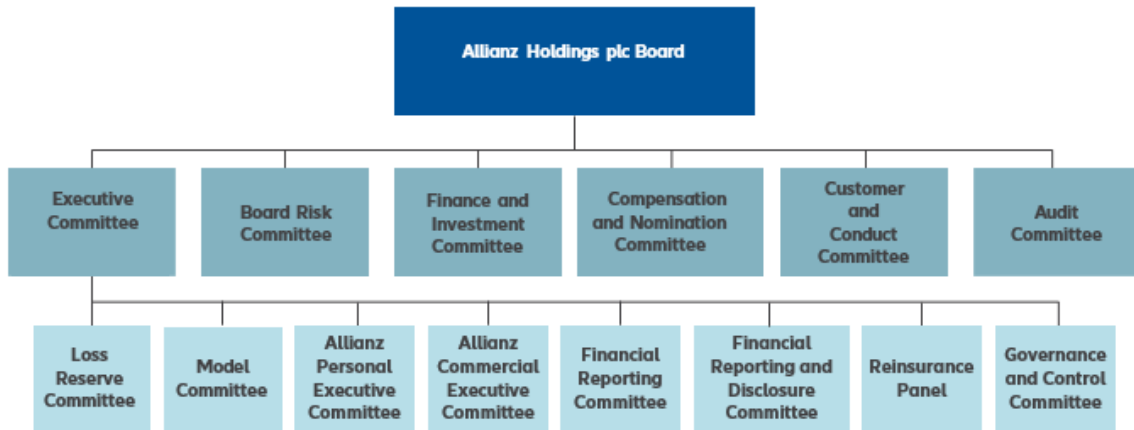 Allianz Holdings plc Board
Executive
Committee
Board Risk
Committee
Finance and
Investment
Committee
Compensation
and Nomination
Committee
Customer
and
Conduct
Committee
Audit
Committee
Loss
Reserve
Committee
Model
Committee
Allianz
Personal
Executive
Committee
Allianz
Commercial
Executive
Committee
Financial
Reporting
Committee
Financial
Reporting and
Disclosure
Committee
Reinsurance
Panel
Governance
and Control
Committee